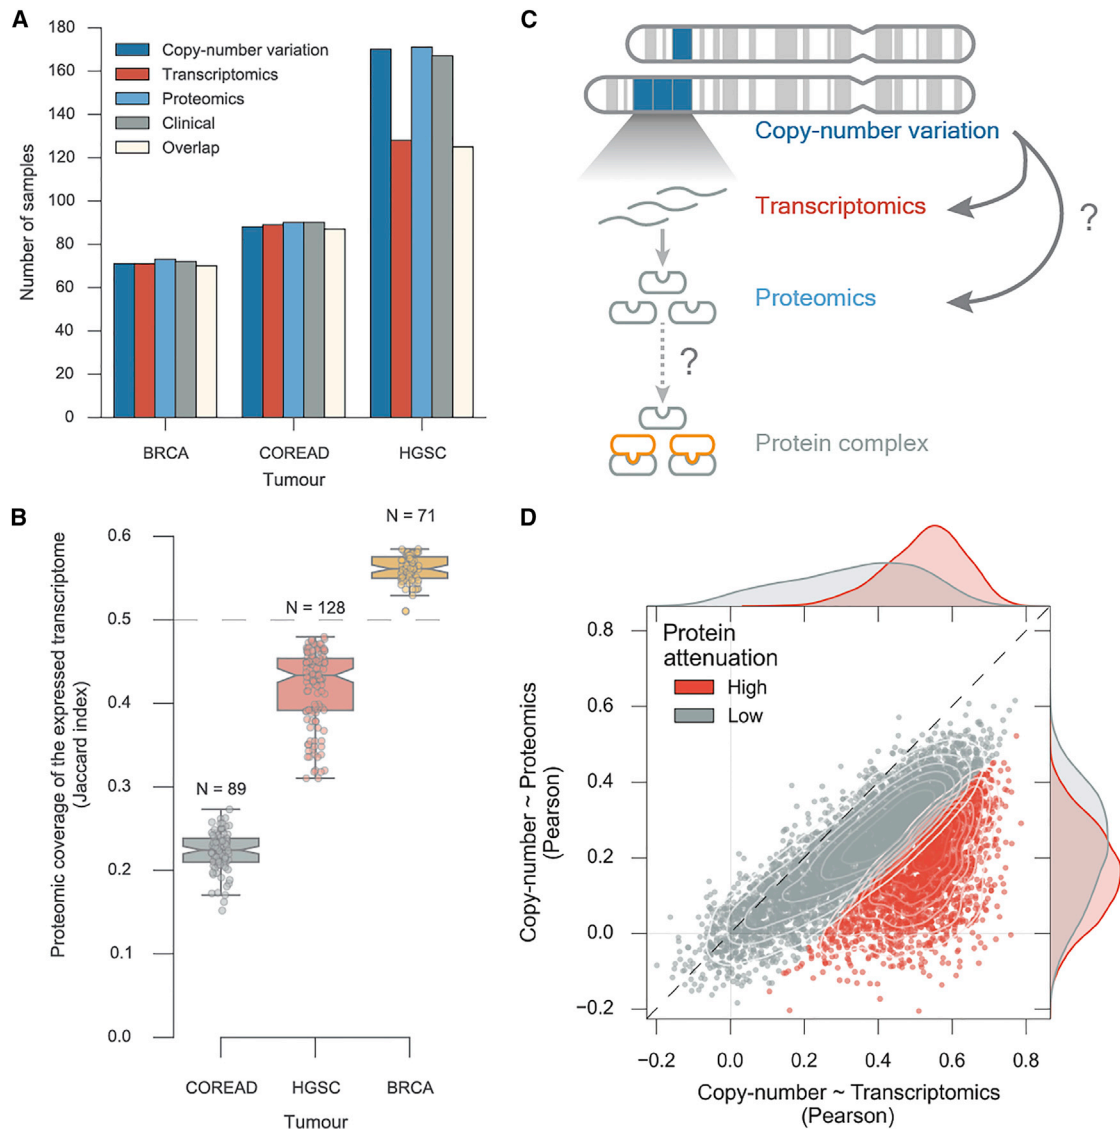 A
180
160
140
120
100
80
60
40
20
0
Number of samples
Copy-number variation
Transcriptomics
Proteomics
Clinical
Overlap
BRCA
COREAD
HGSC
Tumour
C
Copy-number variation
Transcriptomics
?
Proteomics
?
Protein complex
B
Proteomic coverage of the expressed transcriptome
(Jaccard index)
0.6
0.5
0.4
0.3
0.2
0.1
0.0
N = 71
N = 128
N = 89
COREAD
HGSC
BRCA
Tumour
D
Copy-number ~ Proteomics
(Pearson)
0.8
0.6
0.4
0.2
0.0
−0.2
Protein
attenuation
High
Low
−0.2
0.0
0.2
0.4
0.6
0.8
Copy-number ~ Transcriptomics
(Pearson)